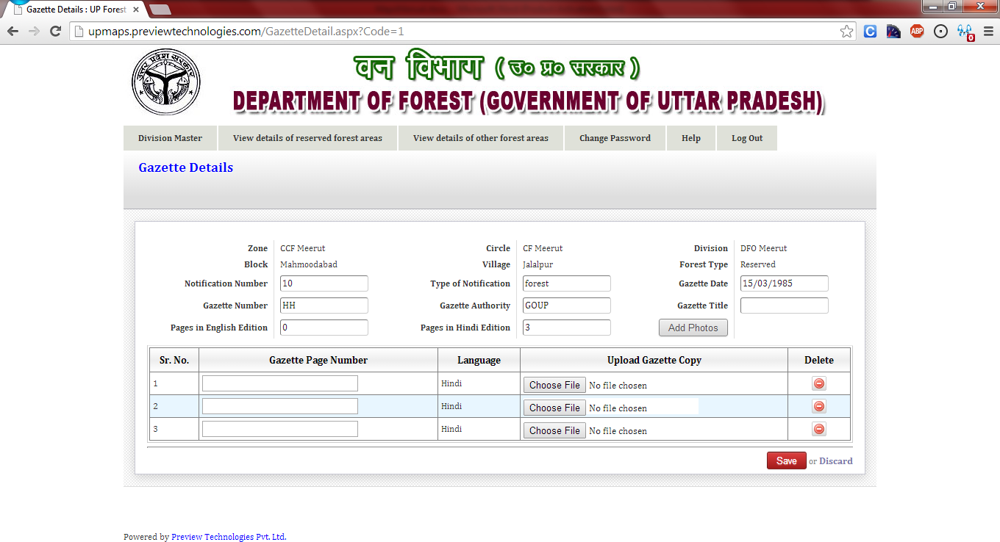 Gazette Details : UP Forest
upmaps.previewtechnologies.com/GazetteDetail.aspx?Code=1
C
ABP
0
उत्तर प्रदेश सरकार
वन विभाग ( उ० प्र० सरकार )
DEPARTMENT OF FOREST (GOVERNMENT OF UTTAR PRADESH)
Division Master View details of reserved forest areas View details of other forest areas Change Password Help Log Out
Gazette Details
Zone CCF Meerut Circle CF Meerut Division DFO Meerut
Block Mahmoodabad Village Jalalpur Forest Type Reserved
Notification Number 10 Type of Notification forest Gazette Date 15/03/1985
Gazette Number HH Gazette Authority GOUP Gazette Title
Pages in English Edition 0 Pages in Hindi Edition 3 Add Photos
Sr. No. Gazette Page Number Language Upload Gazette Copy Delete
1 Hindi Choose File No file chosen
2 Hindi Choose File No file chosen
3 Hindi Choose File No file chosen
Save or Discard
Powered by Preview Technologies Pvt. Ltd.